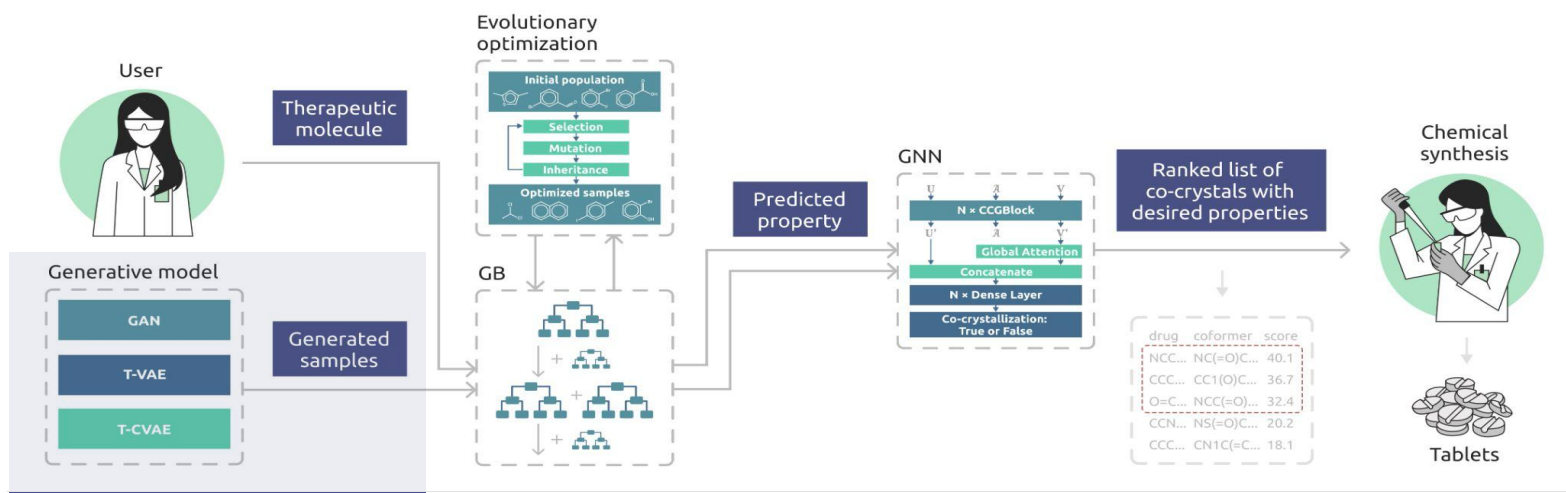 User
Therapeutic
molecule
Generative model
GAN
T-VAE
T-CVAE
Generated
samples
Evolutionary
optimization
Initial population
Selection
Mutation
Inheritance
Optimized samples
GB
+
+
+
Predicted
property
GNN
U A V
N × CCGBlock
U' A V'
Global Attention
Concatenate
N × Dense Layer
Co-crystallization:
True or False
Ranked list of
co-crystals with
desired properties
drug coformer score
NCC... NC(=O)C... 40.1
CCC... CC1(O)C... 36.7
O=C... NCC(=O)... 32.4
CCN... NS(=O)C... 20.2
CCC... CN1C(=C... 18.1
Chemical
synthesis
Tablets